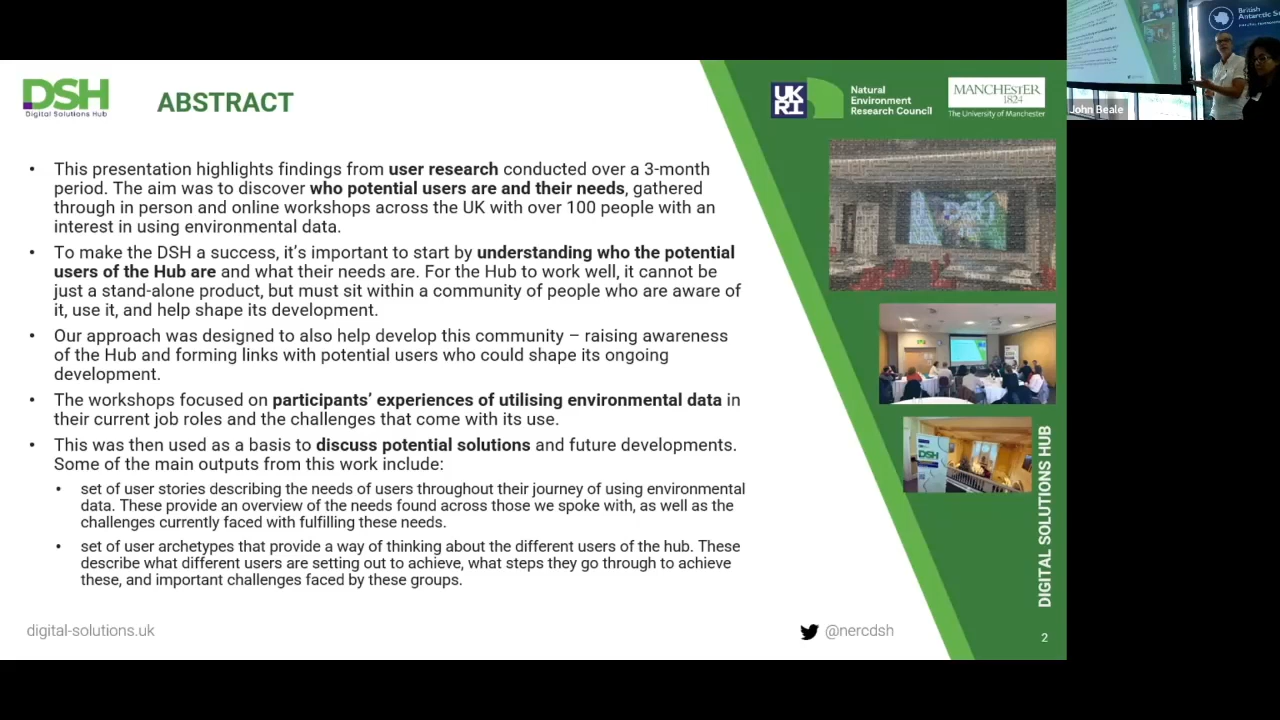 DSH
Digital Solutions Hub
ABSTRACT
UK
RI
Natural
Environment
Research Council
MANCHESTER
1824
The University of Manchester
British
Antarctic
John Beale
• This presentation highlights findings from user research conducted over a 3-month
period. The aim was to discover who potential users are and their needs, gathered
through in person and online workshops across the UK with over 100 people with an
interest in using environmental data.
• To make the DSH a success, it's important to start by understanding who the potential
users of the Hub are and what their needs are. For the Hub to work well, it cannot be
just a stand-alone product, but must sit within a community of people who are aware of
it, use it, and help shape its development.
• Our approach was designed to also help develop this community – raising awareness
of the Hub and forming links with potential users who could shape its ongoing
development.
• The workshops focused on participants' experiences of utilising environmental data in
their current job roles and the challenges that come with its use.
• This was then used as a basis to discuss potential solutions and future developments.
Some of the main outputs from this work include:
• set of user stories describing the needs of users throughout their journey of using environmental
data. These provide an overview of the needs found across those we spoke with, as well as the
challenges currently faced with fulfilling these needs.
• set of user archetypes that provide a way of thinking about the different users of the hub. These
describe what different users are setting out to achieve, what steps they go through to achieve
these, and important challenges faced by these groups.
DSH
DIGITAL SOLUTIONS HUB
digital-solutions.uk
@nercdsh
2